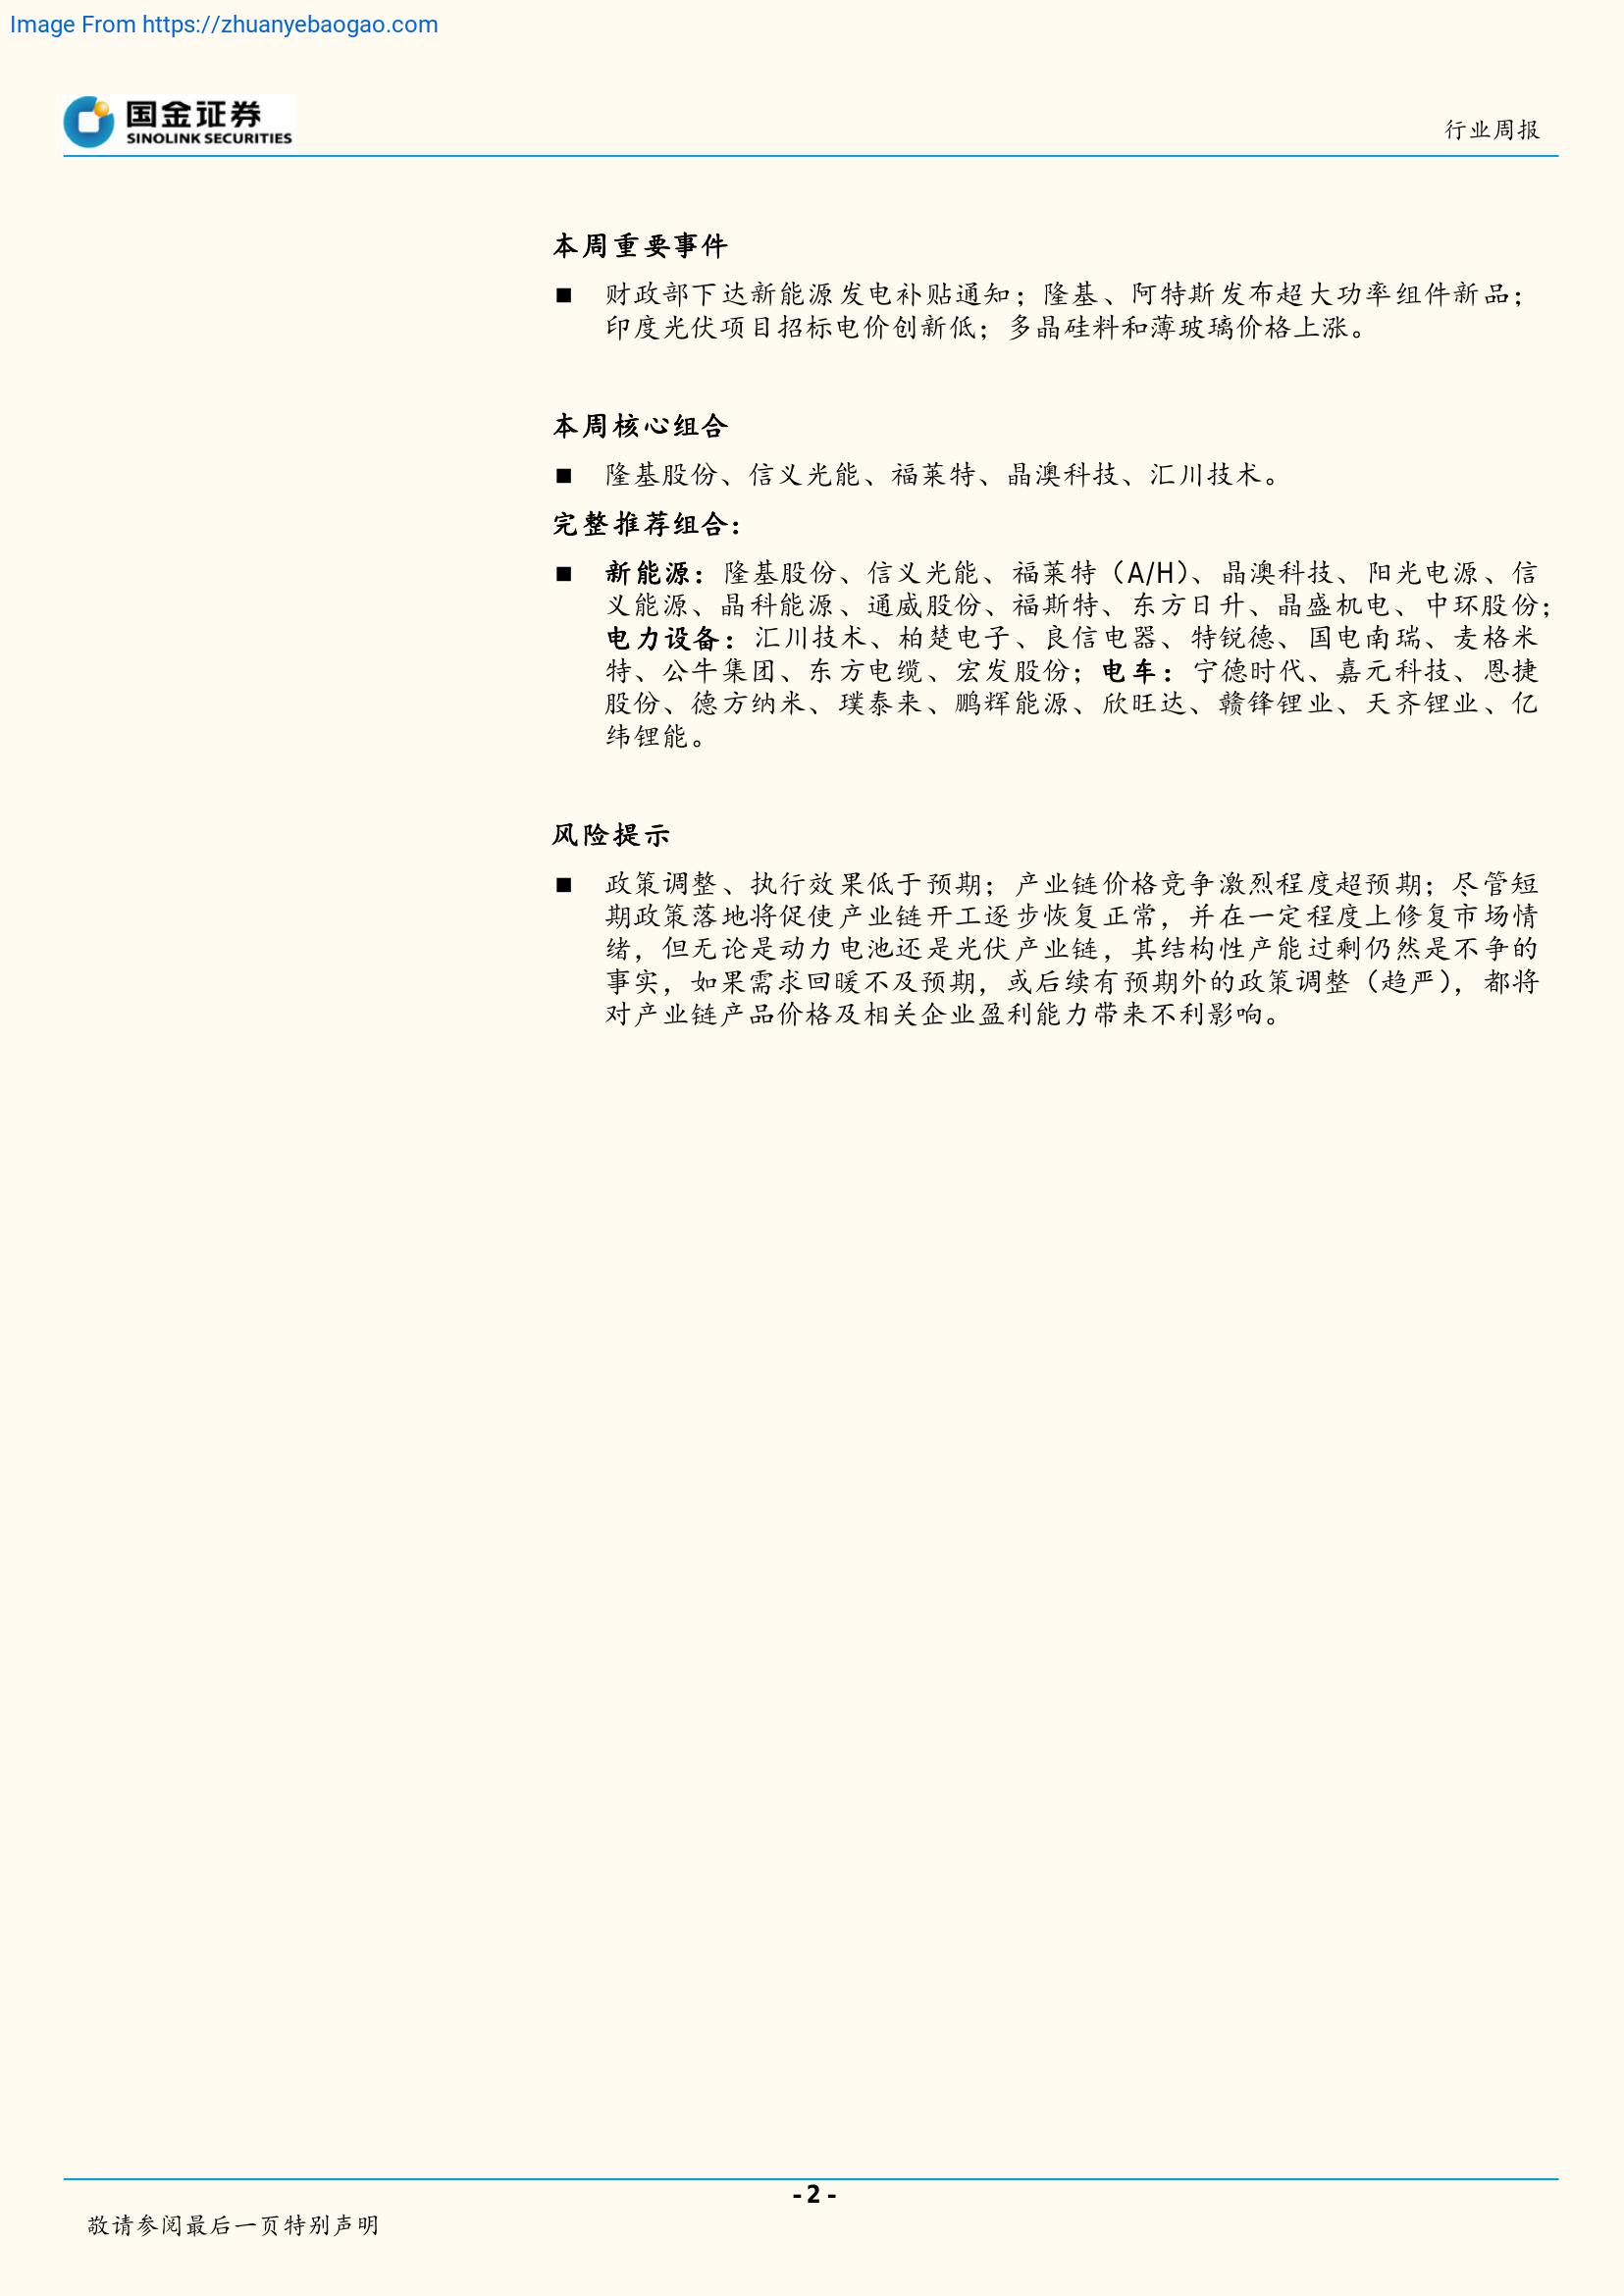 Image From https://zhuanyebaogao.com
国金证券
SINOLINK SECURITIES
行业周报
本周重要事件
■ 财政部下达新能源发电补贴通知；隆基、阿特斯发布超大功率组件新品；
印度光伏项目招标电价创新低；多晶硅料和薄玻璃价格上涨。
本周核心组合
■ 隆基股份、信义光能、福莱特、晶澳科技、汇川技术。
完整推荐组合：
■ 新能源：隆基股份、信义光能、福莱特（A/H）、晶澳科技、阳光电源、信
义能源、晶科能源、通威股份、福斯特、东方日升、晶盛机电、中环股份；
电力设备：汇川技术、柏楚电子、良信电器、特锐德、国电南瑞、麦格米
特、公牛集团、东方电缆、宏发股份；电车：宁德时代、嘉元科技、恩捷
股份、德方纳米、璞泰来、鹏辉能源、欣旺达、赣锋锂业、天齐锂业、亿
纬锂能。
风险提示
■ 政策调整、执行效果低于预期；产业链价格竞争激烈程度超预期；尽管短
期政策落地将促使产业链开工逐步恢复正常，并在一定程度上修复市场情
绪，但无论是动力电池还是光伏产业链，其结构性产能过剩仍然是不争的
事实，如果需求回暖不及预期，或后续有预期外的政策调整（趋严），都将
对产业链产品价格及相关企业盈利能力带来不利影响。
- 2 -
敬请参阅最后一页特别声明